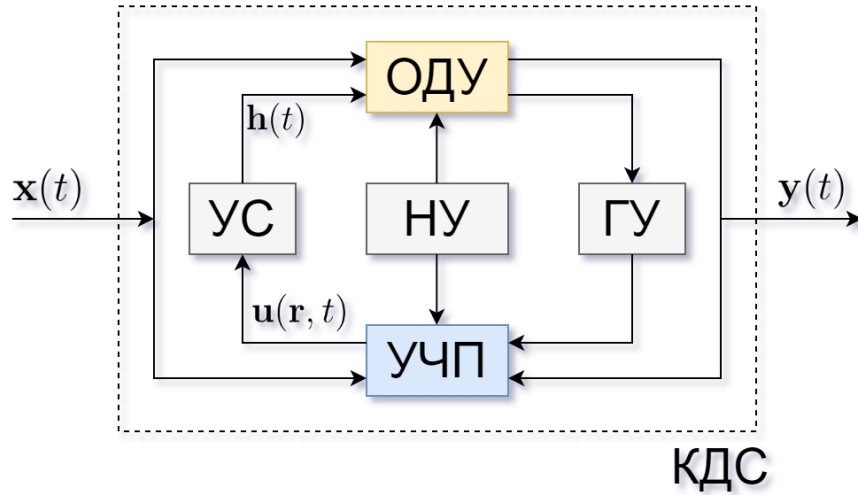 ОДУ
h(t)
x(t)
УС
НУ
ГУ
y(t)
u(r, t)
УЧП
КДС